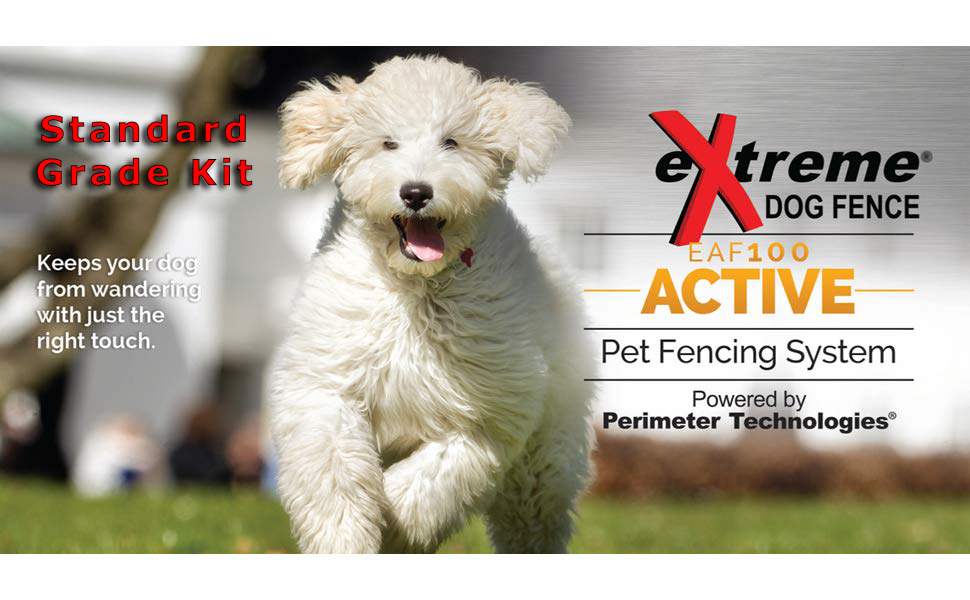 Standard
Grade Kit
Keeps your dog
from wandering
with just the
right touch.
eXtreme®
DOG FENCE
EAF100
ACTIVE
Pet Fencing System
Powered by
Perimeter Technologies®